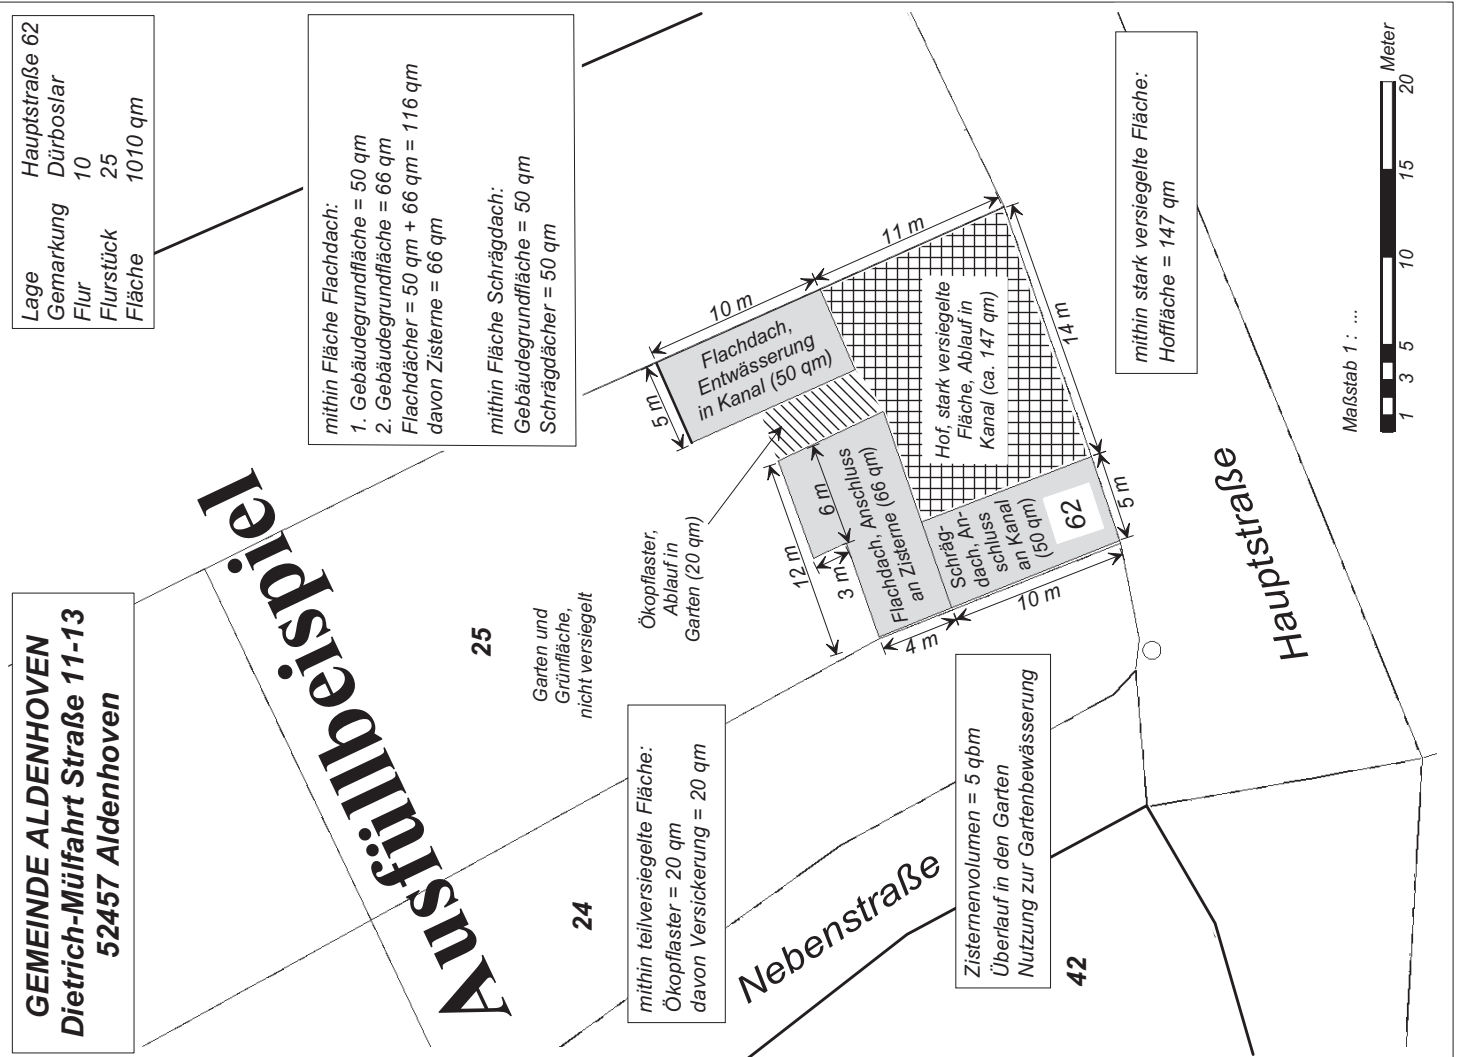 GEMEINDE ALDENHOVEN
Dietrich-Mülfahrt Straße 11-13
52457 Aldenhoven
Lage Hauptstraße 62
Gemarkung Dürboslar
Flur 10
Flurstück 25
Fläche 1010 qm
Ausfüllbeispiel
mithin Fläche Flachdach:
1. Gebäudegrundfläche = 50 qm
2. Gebäudegrundfläche = 66 qm
Flachdächer = 50 qm + 66 qm = 116 qm
davon Zisterne = 66 qm
mithin Fläche Schrägdach:
Gebäudegrundfläche = 50 qm
Schrägdächer = 50 qm
25
Garten und
Grünfläche,
nicht versiegelt
Ökopflaster,
Ablauf in
Garten (20 qm)
5 m
10 m
11 m
Flachdach,
Entwässerung
in Kanal (50 qm)
12 m
6 m
3 m
Flachdach, Anschluss
an Zisterne (66 qm)
4 m
10 m
Schräg-
dach, An-
schluss
an Kanal
(50 qm)
62
5 m
Hof, stark versiegelte
Fläche, Ablauf in
Kanal (ca. 147 qm)
14 m
24
mithin teilversiegelte Fläche:
Ökopflaster = 20 qm
davon Versickerung = 20 qm
Nebenstraße
Zisternenvolumen = 5 qbm
Überlauf in den Garten
Nutzung zur Gartenbewässerung
42
Hauptstraße
mithin stark versiegelte Fläche:
Hoffläche = 147 qm
Maßstab 1 : ...
1 3 5 10 15 20
Meter